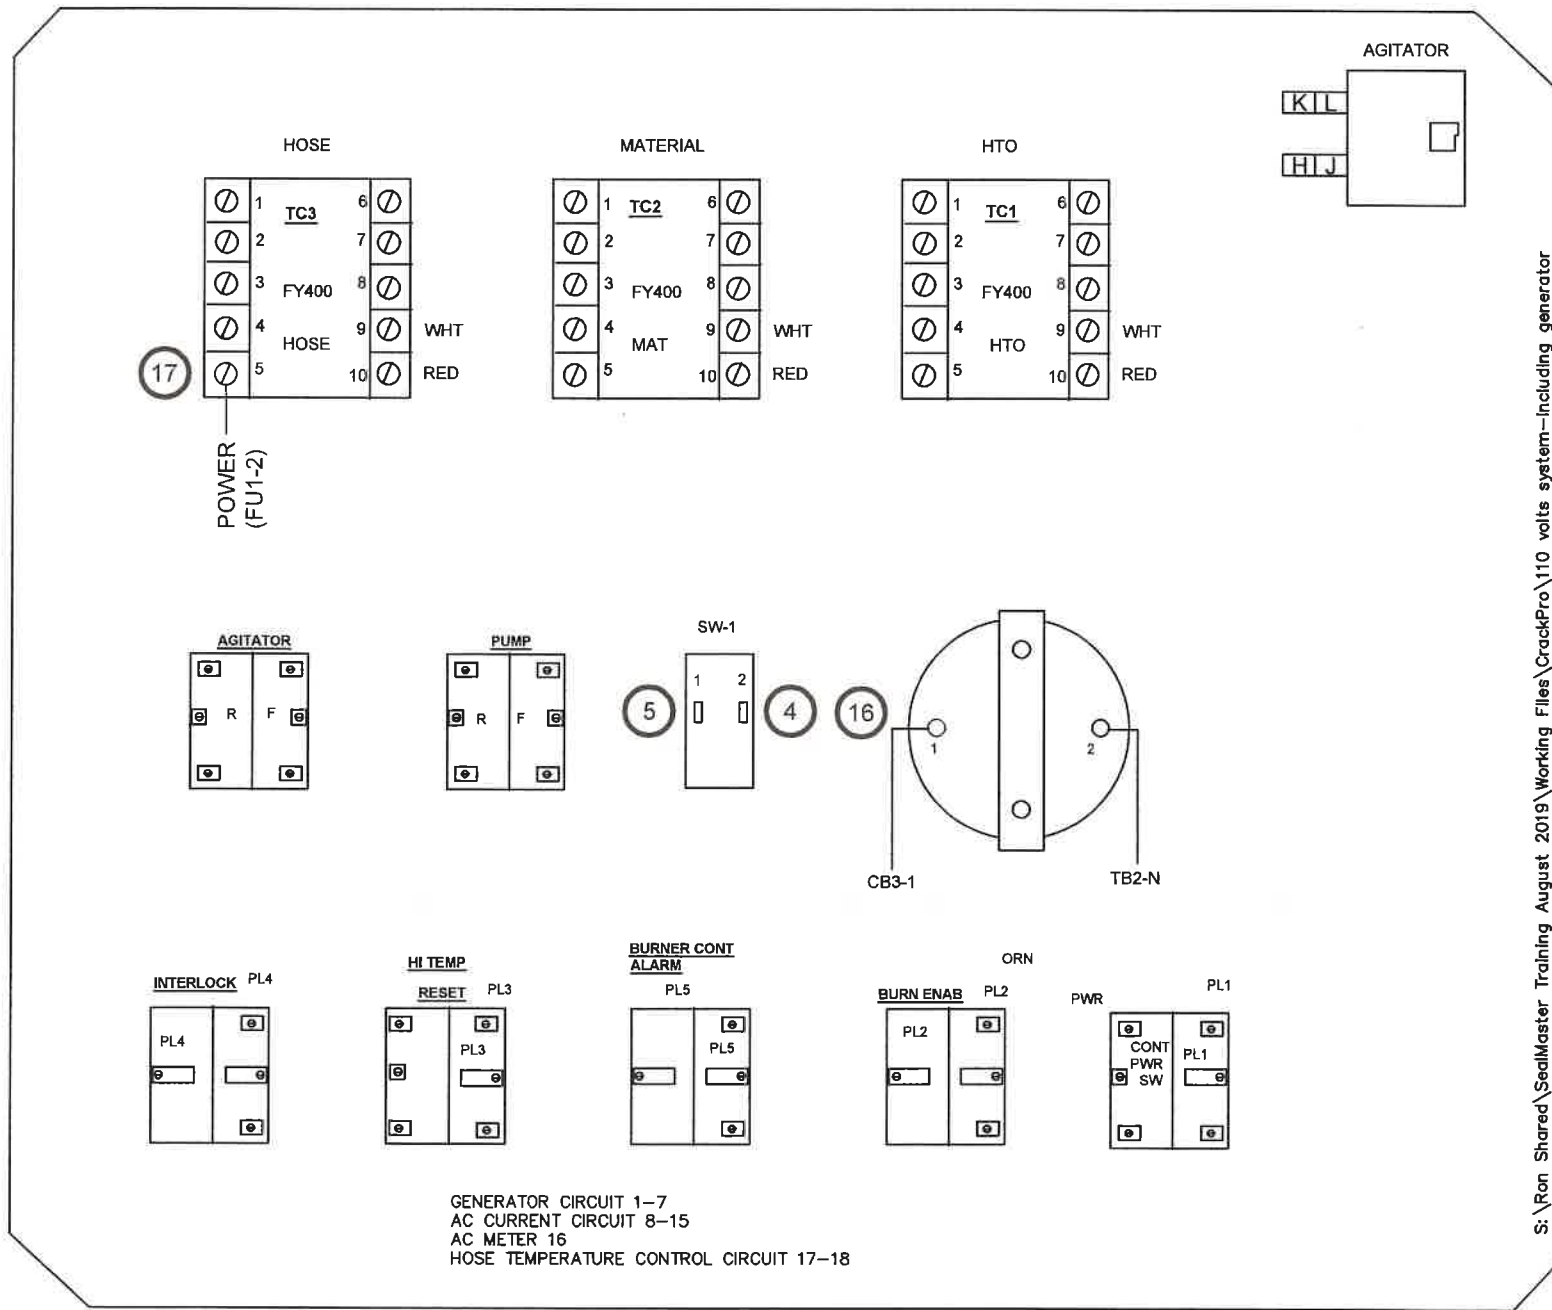 AGITATOR
K L
H J
HOSE
MATERIAL
HTO
1 TC3 6
2 7
3 FY400 8
4 HOSE 9 WHT
17 5 10 RED
POWER
(FU1-2)
1 TC2 6
2 7
3 FY400 8
4 MAT 9 WHT
5 10 RED
1 TC1 6
2 7
3 FY400 8
4 HTO 9 WHT
5 10 RED
AGITATOR
R F
PUMP
R F
SW-1
1 2
5 4 16
1 2
CB3-1
TB2-N
INTERLOCK PL4
PL4
HI TEMP
RESET PL3
PL3
BURNER CONT
ALARM
PL5
PL5
ORN
BURN ENAB PL2
PL2
PWR
PL1
CONT
PWR
SW
PL1
GENERATOR CIRCUIT 1-7
AC CURRENT CIRCUIT 8-15
AC METER 16
HOSE TEMPERATURE CONTROL CIRCUIT 17-18
S:\Ron Shared\SealMaster Training August 2019\Working Files\CrackPro\110 volts system-including generator